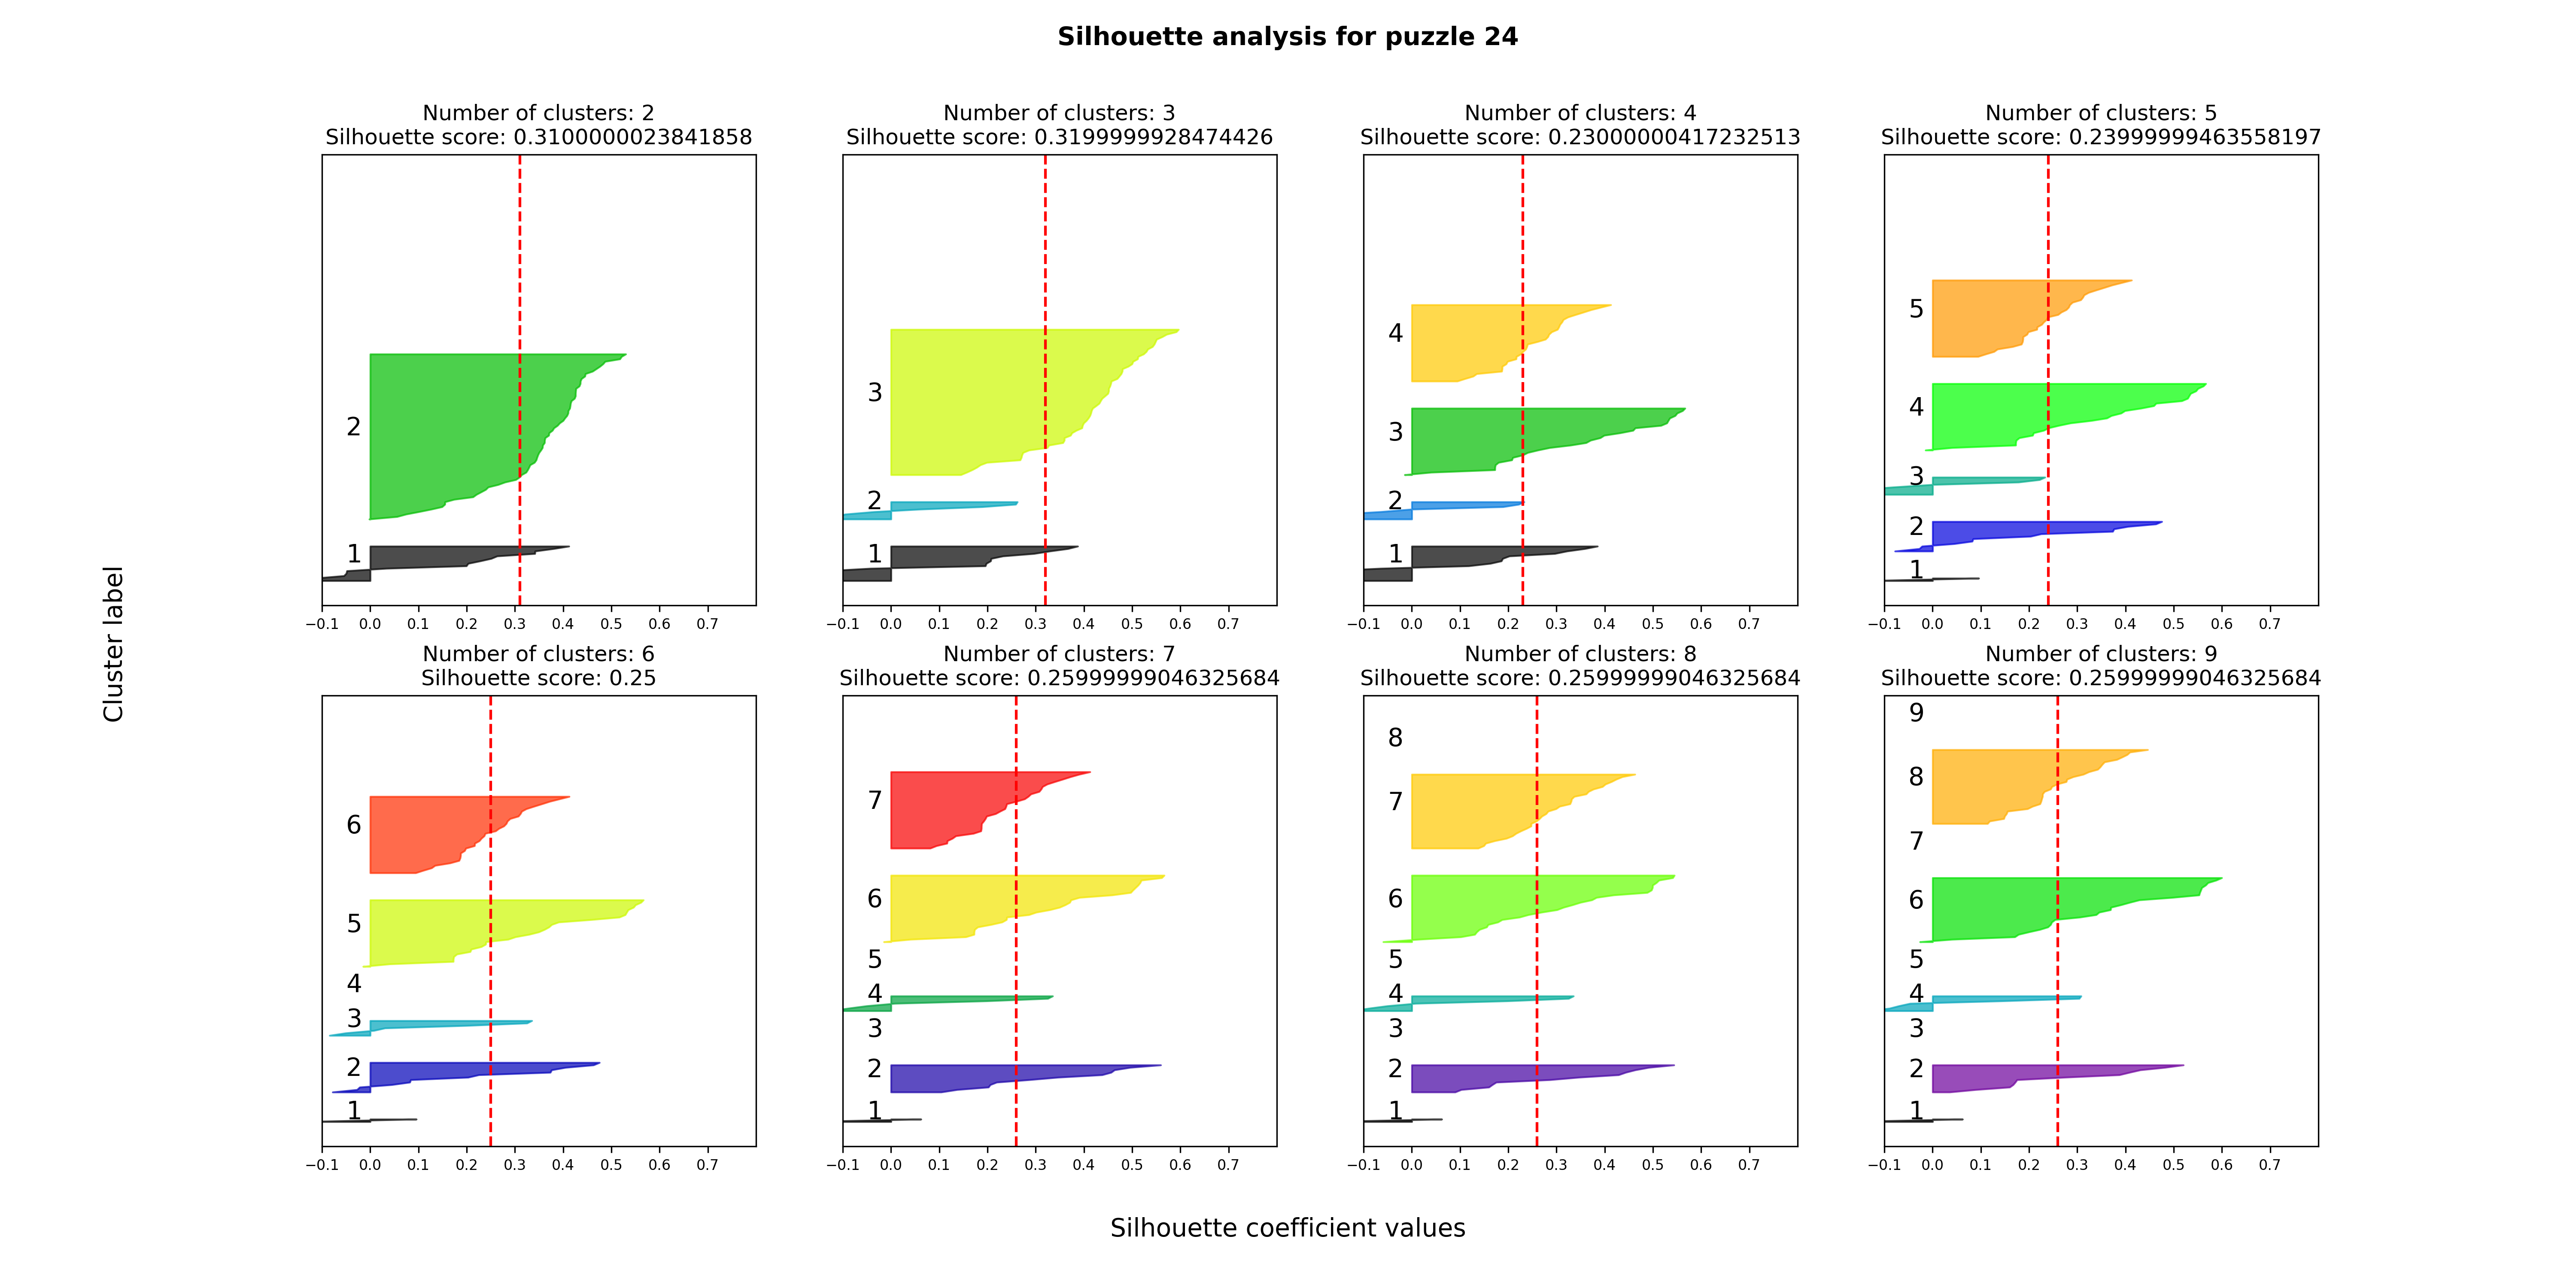 Silhouette analysis for puzzle 24
Number of clusters: 2
Silhouette score: 0.3100000023841858
2
1
−0.1 0.0 0.1 0.2 0.3 0.4 0.5 0.6 0.7
Number of clusters: 3
Silhouette score: 0.3199999928474426
3
2
1
−0.1 0.0 0.1 0.2 0.3 0.4 0.5 0.6 0.7
Number of clusters: 4
Silhouette score: 0.23000000417232513
4
3
2
1
−0.1 0.0 0.1 0.2 0.3 0.4 0.5 0.6 0.7
Number of clusters: 5
Silhouette score: 0.23999999463558197
5
4
3
2
1
−0.1 0.0 0.1 0.2 0.3 0.4 0.5 0.6 0.7
Cluster label
Number of clusters: 6
Silhouette score: 0.25
6
5
4
3
2
1
−0.1 0.0 0.1 0.2 0.3 0.4 0.5 0.6 0.7
Number of clusters: 7
Silhouette score: 0.25999999046325684
7
6
5
4
3
2
1
−0.1 0.0 0.1 0.2 0.3 0.4 0.5 0.6 0.7
Number of clusters: 8
Silhouette score: 0.25999999046325684
8
7
6
5
4
3
2
1
−0.1 0.0 0.1 0.2 0.3 0.4 0.5 0.6 0.7
Number of clusters: 9
Silhouette score: 0.25999999046325684
9
8
7
6
5
4
3
2
1
−0.1 0.0 0.1 0.2 0.3 0.4 0.5 0.6 0.7
Silhouette coefficient values